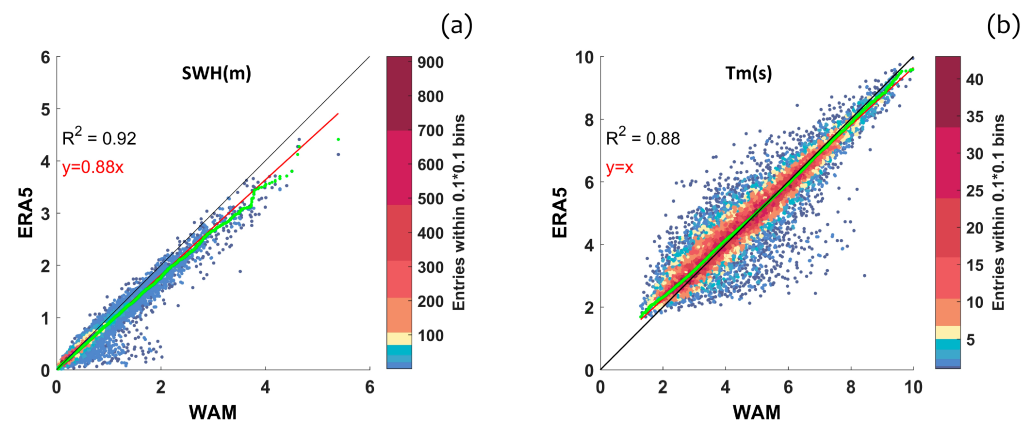 (a)
SWH(m)
R² = 0.92
y=0.88x
ERA5
6
5
4
3
2
1
0
0
2
4
6
WAM
900
800
700
600
500
400
300
200
100
Entries within 0.1*0.1 bins
(b)
Tm(s)
R² = 0.88
y=x
ERA5
10
8
6
4
2
0
0
2
4
6
8
10
WAM
40
35
30
25
20
15
10
5
Entries within 0.1*0.1 bins